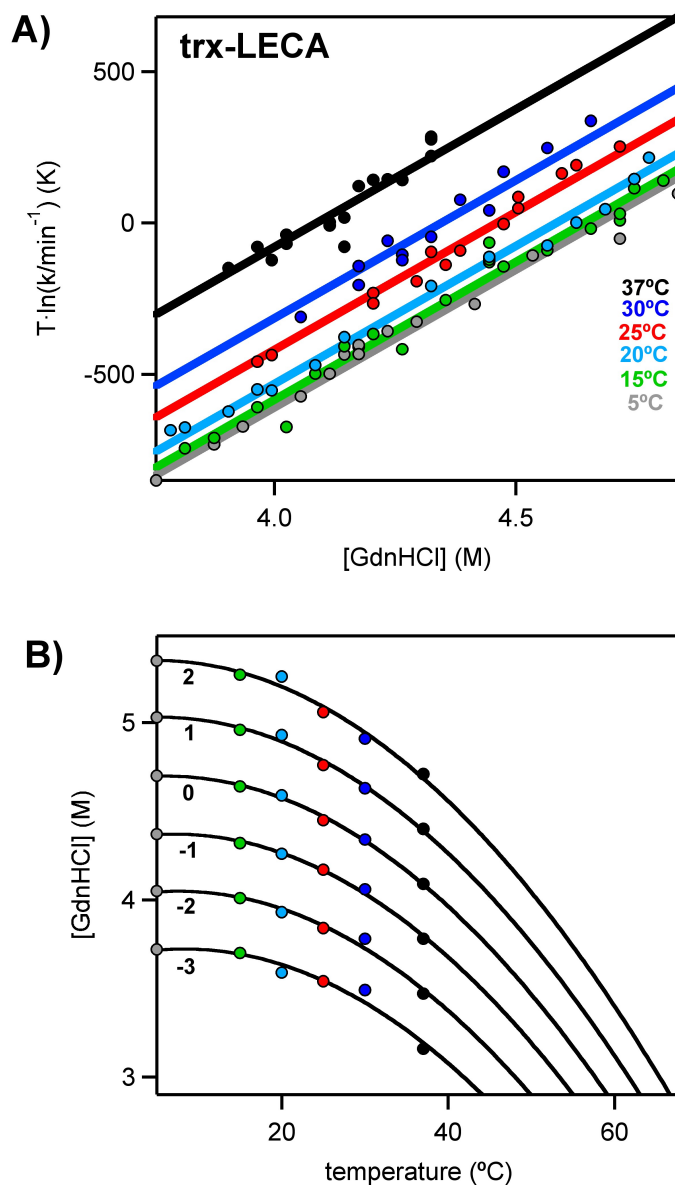 A)
trx-LECA
500
0
-500
T·ln(k/min⁻¹) (K)
37ºC
30ºC
25ºC
20ºC
15ºC
5ºC
4.0 4.5
[GdnHCl] (M)
B)
2
1
0
-1
-2
-3
5
4
3
[GdnHCl] (M)
20 40 60
temperature (ºC)